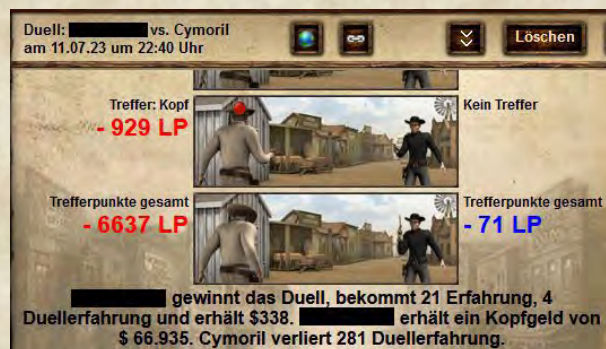 Duell: vs. Cymoril
am 11.07.23 um 22:40 Uhr
Löschen
Treffer: Kopf
- 929 LP
Kein Treffer
Trefferpunkte gesamt
- 6637 LP
Trefferpunkte gesamt
- 71 LP
gewinnt das Duell, bekommt 21 Erfahrung, 4
Duellerfahrung und erhält $338. erhält ein Kopfgeld von
$ 66.935. Cymoril verliert 281 Duellerfahrung.